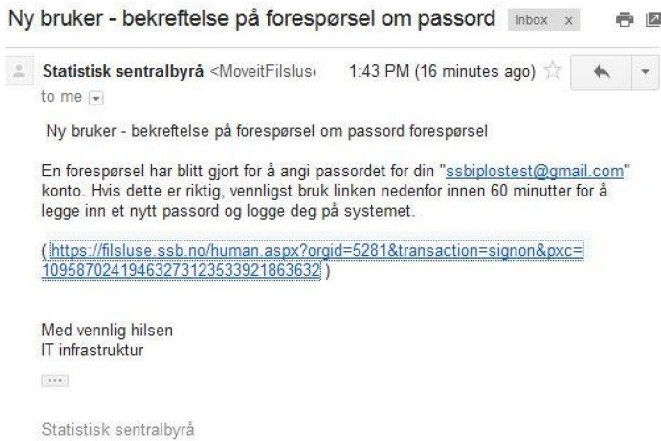 Ny bruker - bekreftelse på forespørsel om passord Inbox x
Statistisk sentralbyrå <MoveitFilsluse 1:43 PM (16 minutes ago)
to me
Ny bruker - bekreftelse på forespørsel om passord forespørsel
En forespørsel har blitt gjort for å angi passordet for din "ssbiplostest@gmail.com"
konto. Hvis dette er riktig, vennligst bruk linken nedenfor innen 60 minutter for å
legge inn et nytt passord og logge deg på systemet.
( https://filsluse.ssb.no/human.aspx?orgid=5281&transaction=signon&pxc=
109587024194632731235339218636​32 )
Med vennlig hilsen
IT infrastruktur
Statistisk sentralbyrå